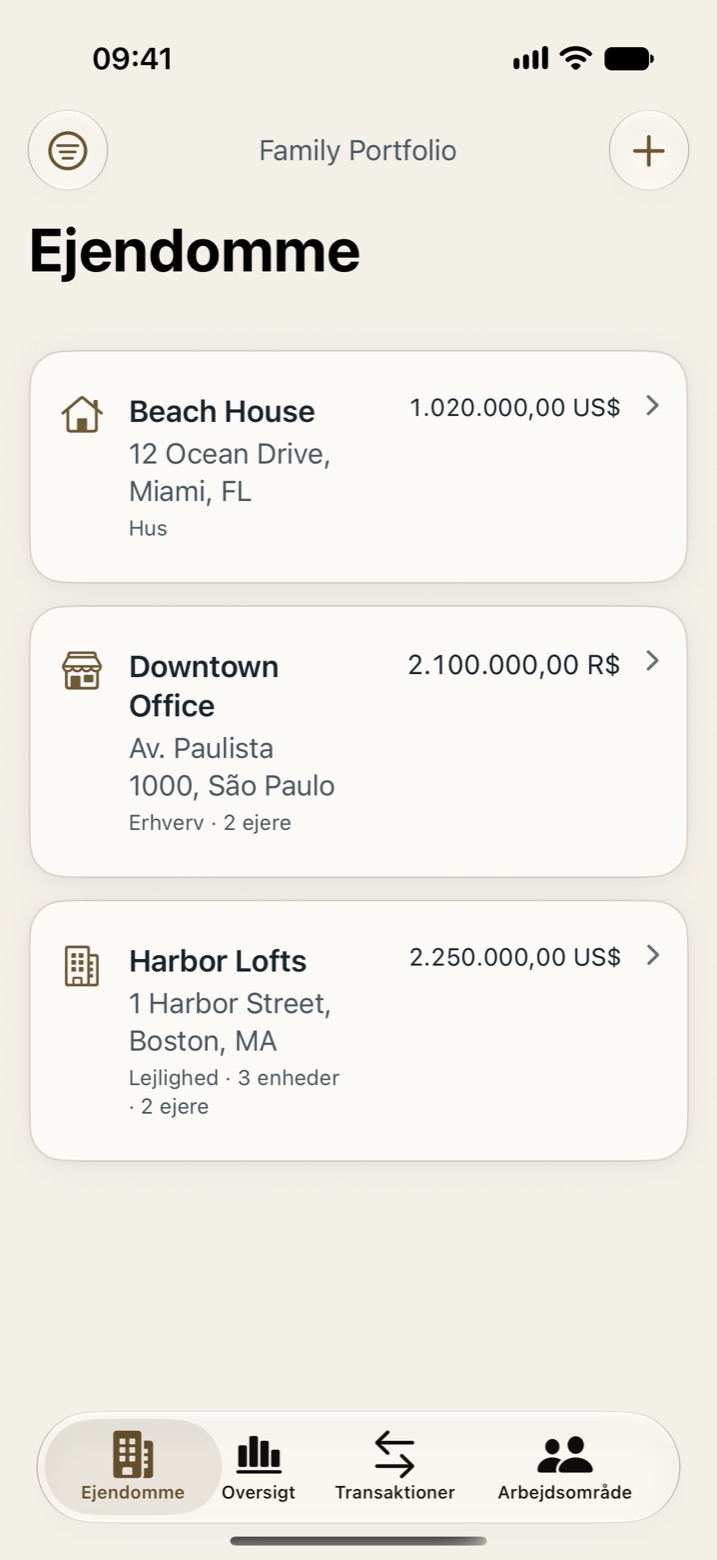 09:41
Family Portfolio
Ejendomme
Beach House
1.020.000,00 US$
12 Ocean Drive,
Miami, FL
Hus
Downtown
Office
2.100.000,00 R$
Av. Paulista
1000, São Paulo
Erhverv · 2 ejere
Harbor Lofts
2.250.000,00 US$
1 Harbor Street,
Boston, MA
Lejlighed · 3 enheder
· 2 ejere
Ejendomme
Oversigt
Transaktioner
Arbejdsområde